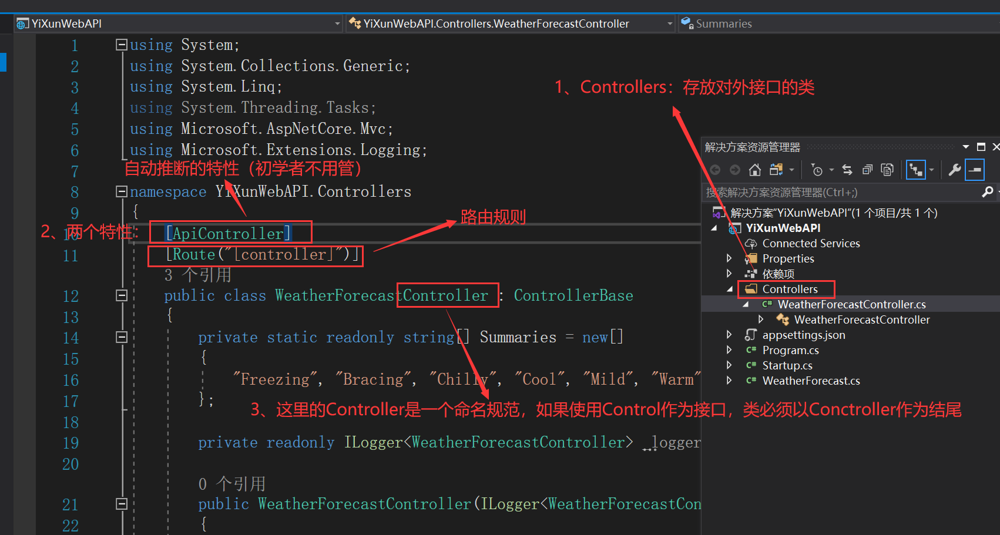 YiXunWebAPI
YiXunWebAPI.Controllers.WeatherForecastController
Summaries
1 using System;
2 using System.Collections.Generic;
3 using System.Linq;
4 using System.Threading.Tasks;
5 using Microsoft.AspNetCore.Mvc;
6 using Microsoft.Extensions.Logging;
自动推断的特性（初学者不用管）
7
8 namespace YiXunWebAPI.Controllers
9 {
路由规则
2、两个特性：
10 [ApiController]
11 [Route("[controller]")]
3 个引用
12 public class WeatherForecastController : ControllerBase
13 {
14 private static readonly string[] Summaries = new[]
15 {
16 "Freezing", "Bracing", "Chilly", "Cool", "Mild", "Warm"
17 };
3、这里的Controller是一个命名规范，如果使用Control作为接口，类必须以Conctroller作为结尾
18
19 private readonly ILogger<WeatherForecastController> _logger
20
0 个引用
21 public WeatherForecastController(ILogger<WeatherForecastCon
22 {
1、Controllers：存放对外接口的类
解决方案资源管理器
搜索解决方案资源管理器(Ctrl+;)
解决方案"YiXunWebAPI"(1 个项目/共 1 个)
YiXunWebAPI
Connected Services
Properties
依赖项
Controllers
C# WeatherForecastController.cs
WeatherForecastController
appsettings.json
C# Program.cs
C# Startup.cs
C# WeatherForecast.cs